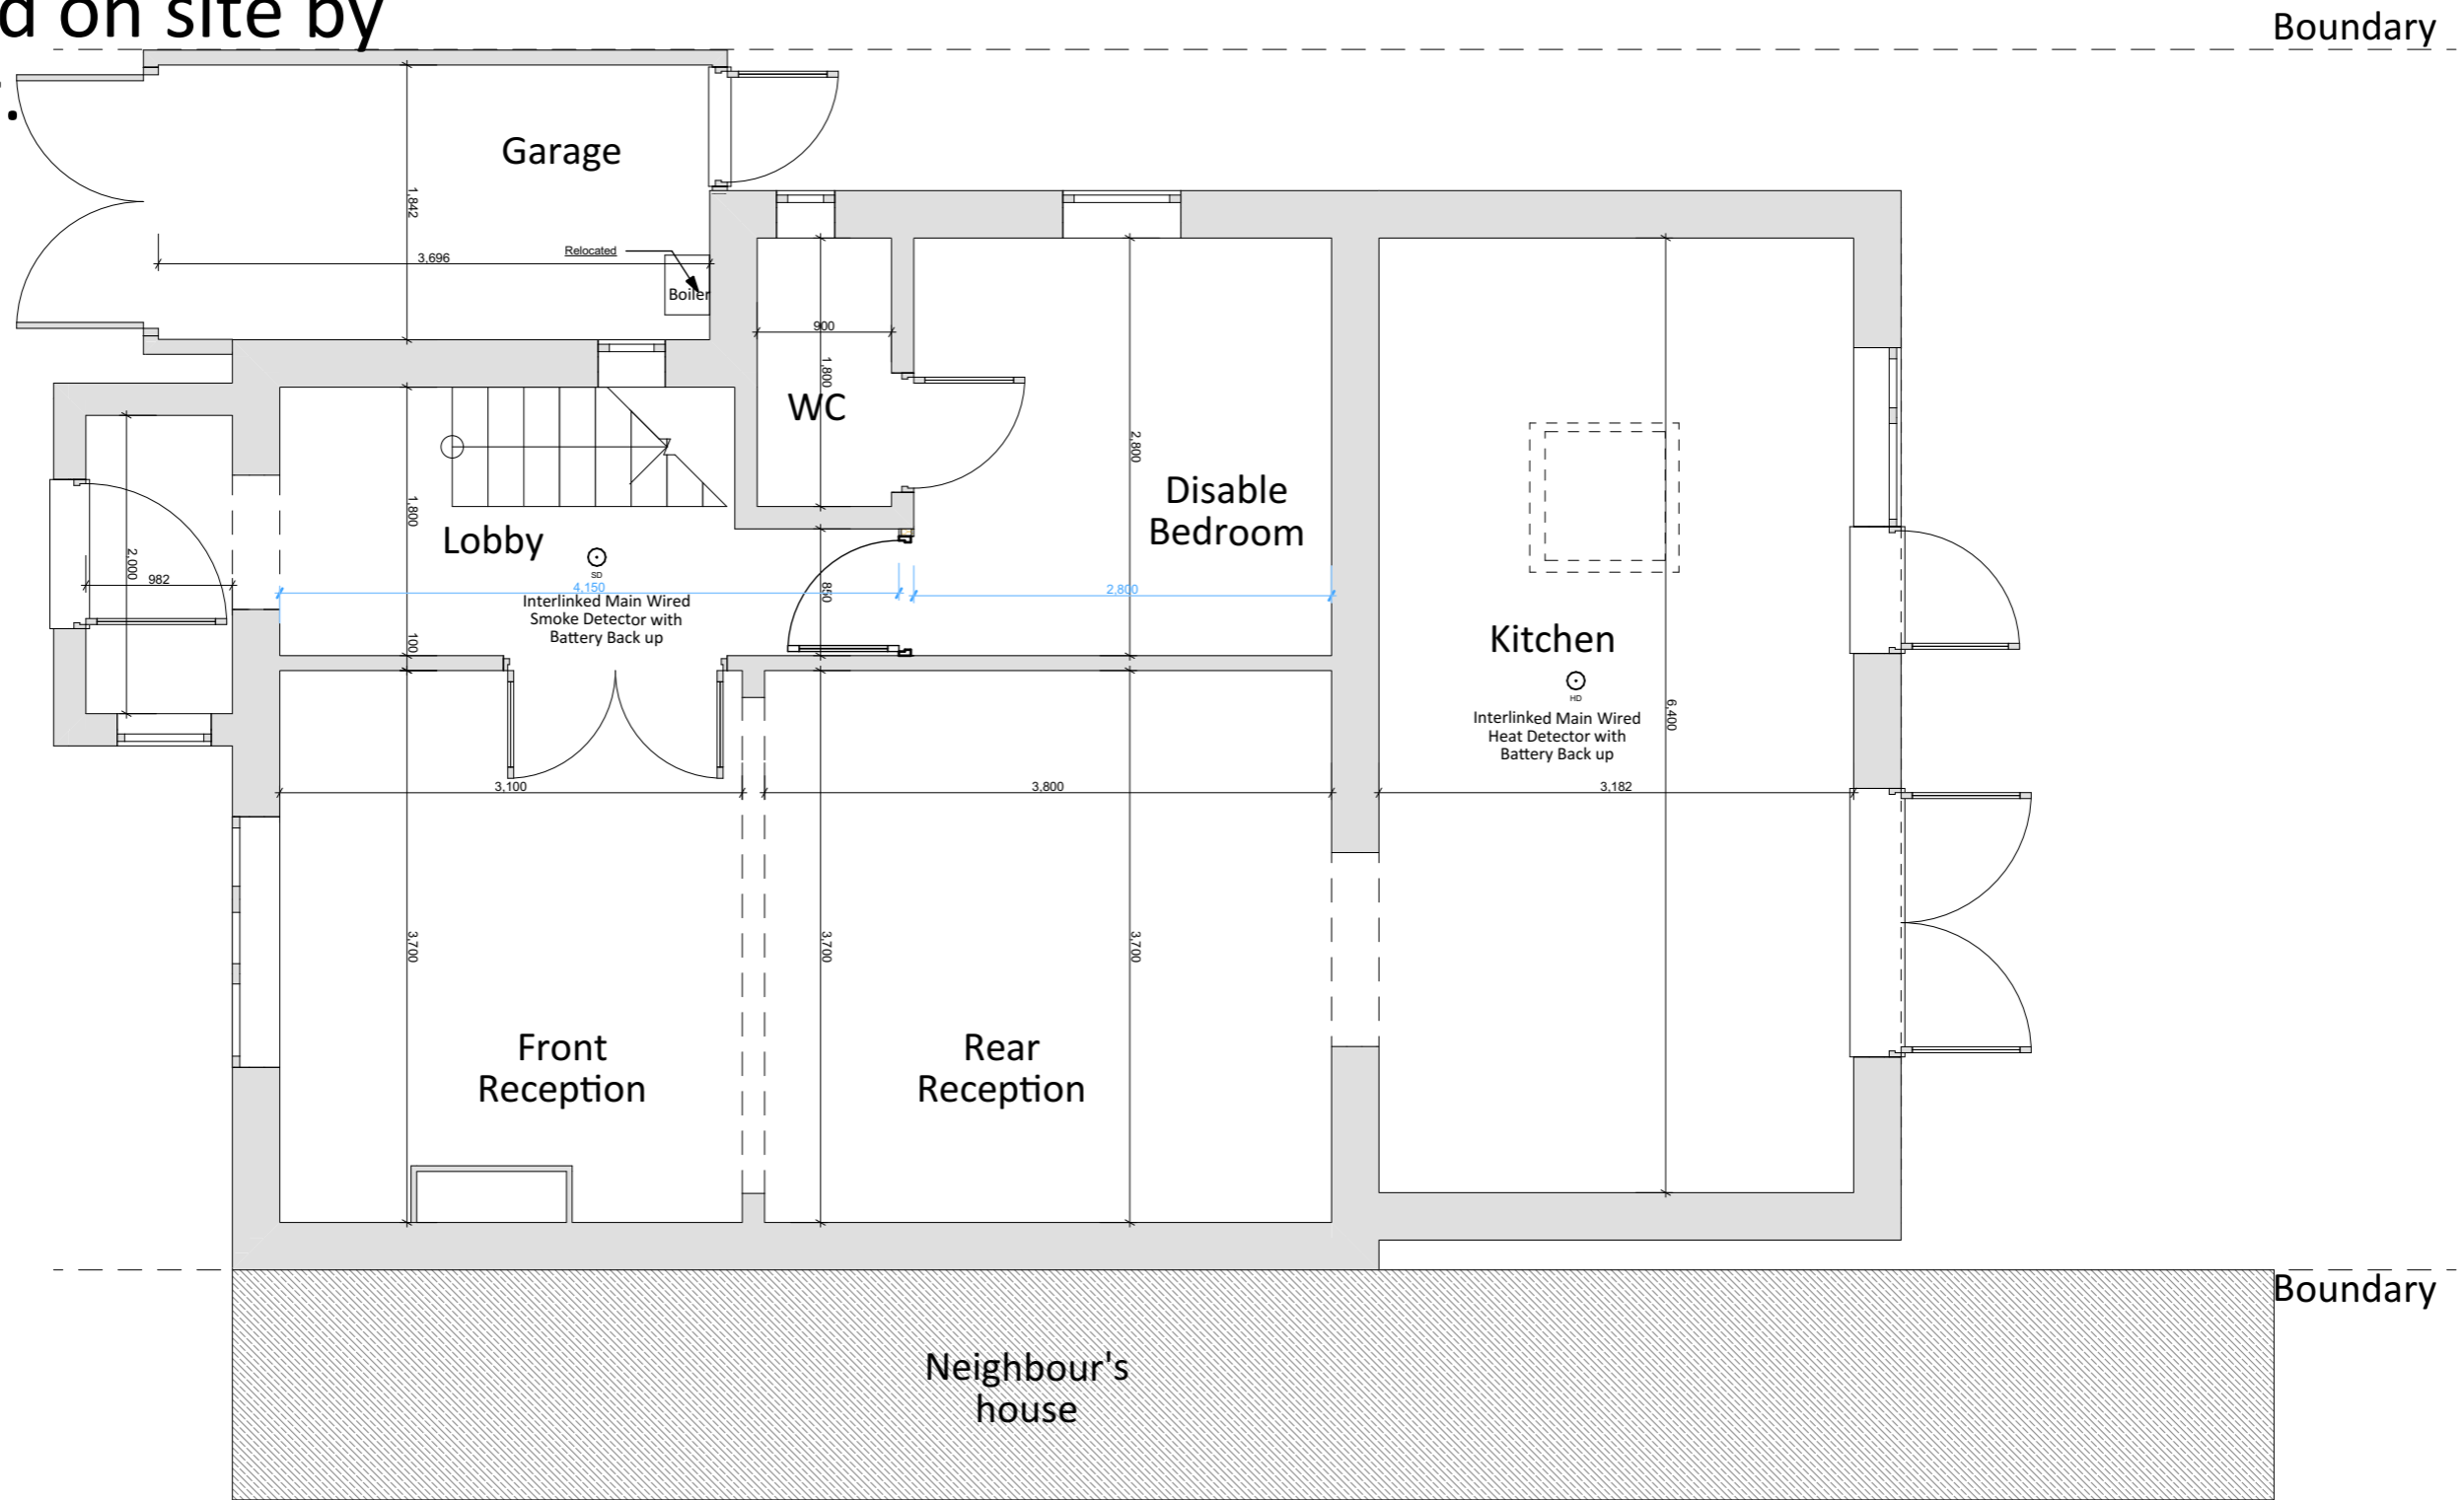 d on site by
Boundary
.
Garage
1,842
3,696
Relocated
Boiler
900
1,800
WC
2,800
Disable
Bedroom
1,800
Lobby
SD
4,150
Interlinked Main Wired
Smoke Detector with
Battery Back up
2,000
982
850
2,800
100
Kitchen
HD
Interlinked Main Wired
Heat Detector with
Battery Back up
6,400
3,100
3,800
3,182
3,700
3,700
3,700
Front
Reception
Rear
Reception
Boundary
Neighbour's
house